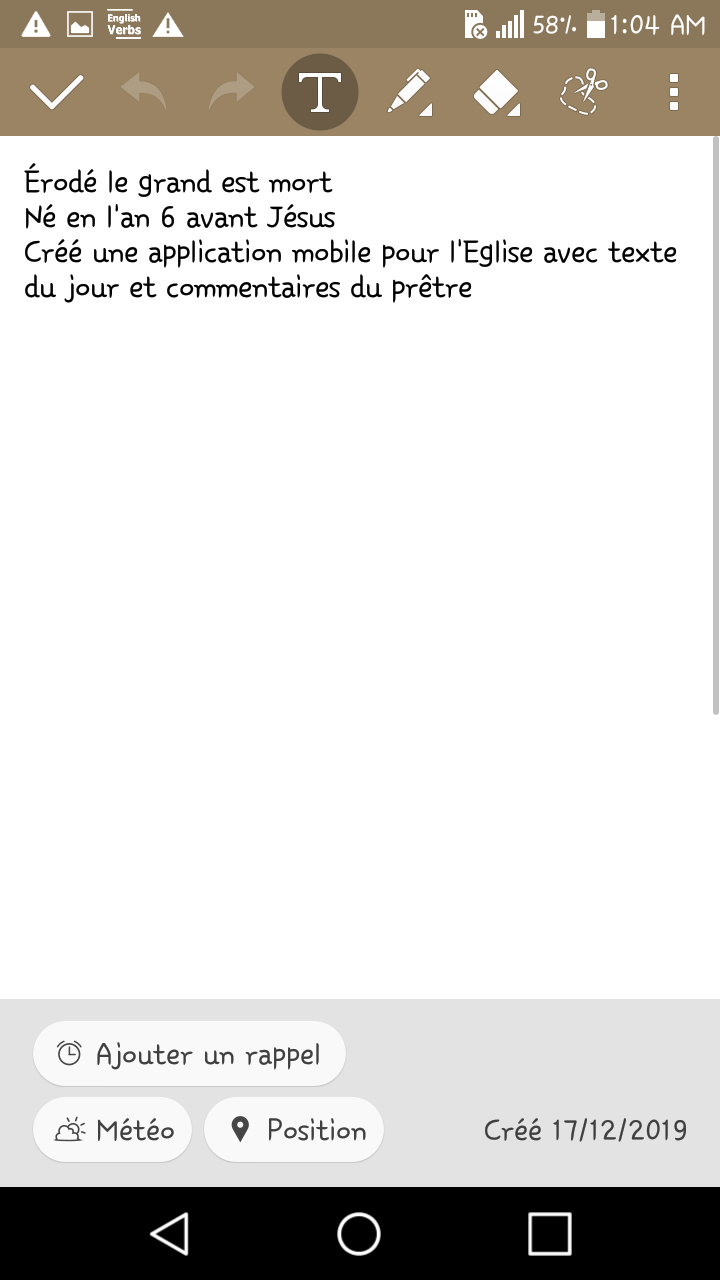 English
Verbs
58% 1:04 AM
T
Érodé le grand est mort
Né en l'an 6 avant Jésus
Créé une application mobile pour l'Eglise avec texte
du jour et commentaires du prêtre
Ajouter un rappel
Météo Position Créé 17/12/2019